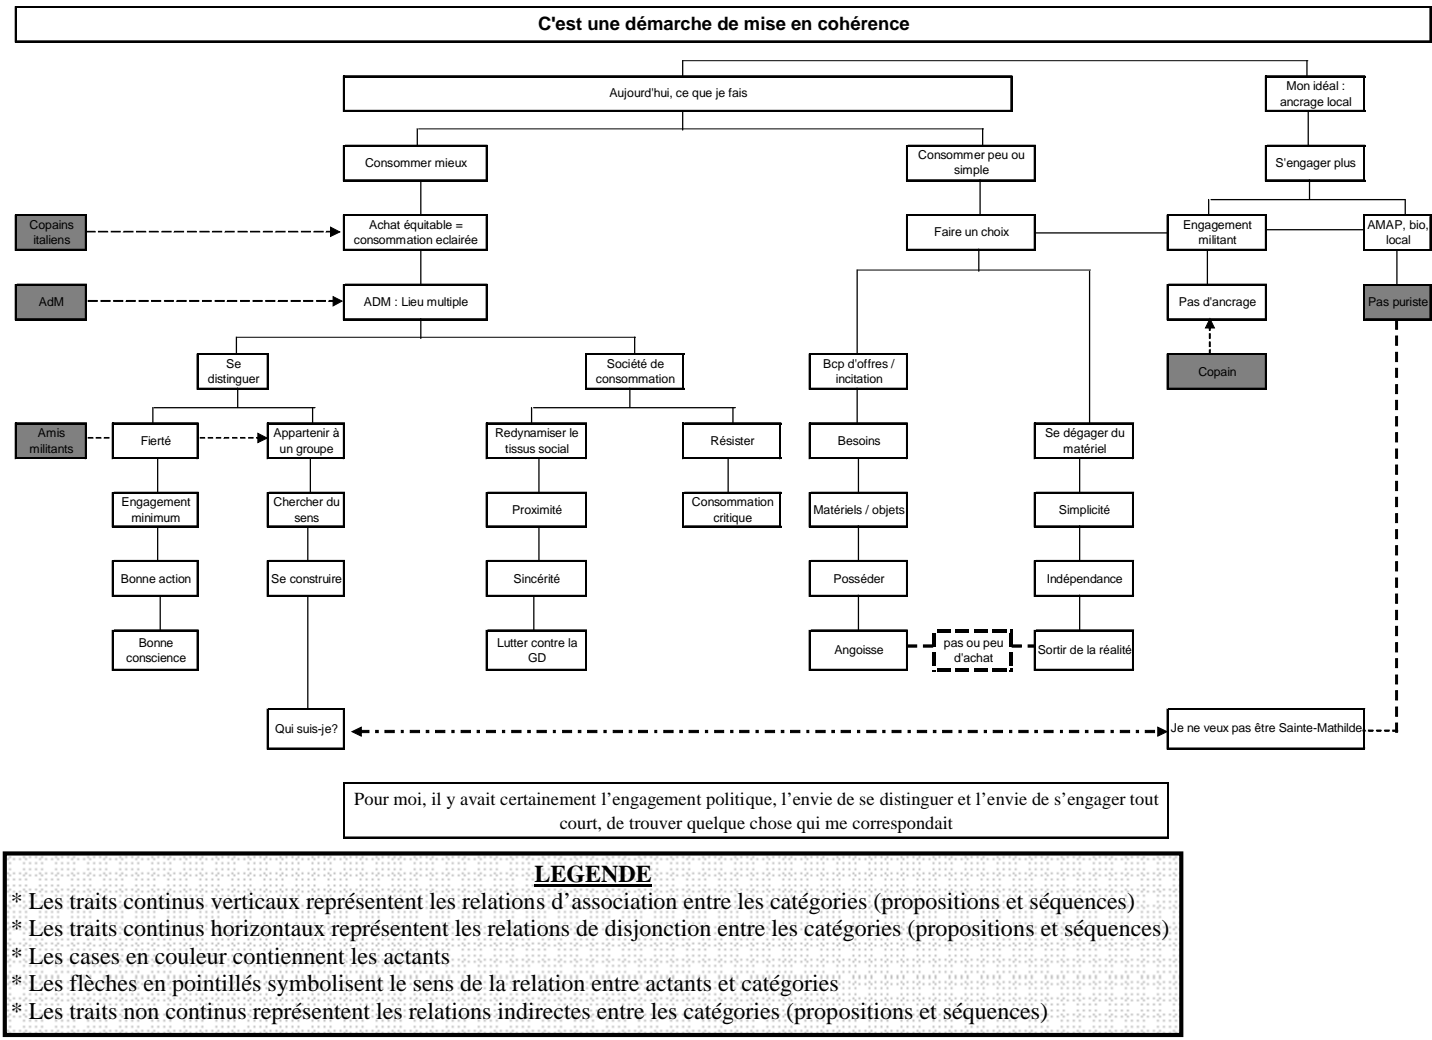 C'est une démarche de mise en cohérence
Aujourd'hui, ce que je fais
Mon idéal :
ancrage local
Consommer mieux
Consommer peu ou
simple
S'engager plus
Copains
italiens
Achat équitable =
consommation eclairée
Faire un choix
Engagement
militant
AMAP, bio,
local
AdM
ADM : Lieu multiple
Pas d'ancrage
Pas puriste
Se
distinguer
Société de
consommation
Bcp d'offres /
incitation
Copain
Amis
militants
Fierté
Appartenir à
un groupe
Redynamiser le
tissus social
Résister
Besoins
Se dégager du
matériel
Engagement
minimum
Chercher du
sens
Proximité
Consommation
critique
Matériels / objets
Simplicité
Bonne action
Se construire
Sincérité
Posséder
Indépendance
Bonne
conscience
Lutter contre la
GD
Angoisse
pas ou peu
d'achat
Sortir de la réalité
Qui suis-je?
Je ne veux pas être Sainte-Mathilde
Pour moi, il y avait certainement l’engagement politique, l’envie de se distinguer et l’envie de s’engager tout
court, de trouver quelque chose qui me correspondait
LEGENDE
* Les traits continus verticaux représentent les relations d’association entre les catégories (propositions et séquences)
* Les traits continus horizontaux représentent les relations de disjonction entre les catégories (propositions et séquences)
* Les cases en couleur contiennent les actants
* Les flèches en pointillés symbolisent le sens de la relation entre actants et catégories
* Les traits non continus représentent les relations indirectes entre les catégories (propositions et séquences)